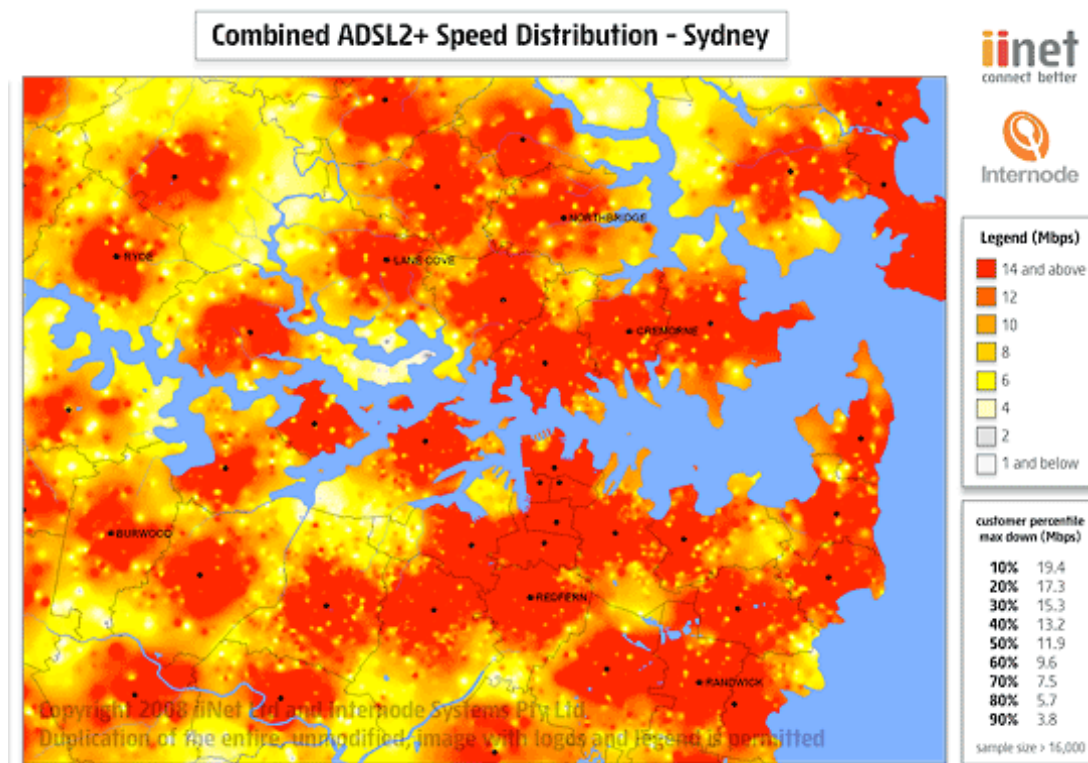 Combined ADSL2+ Speed Distribution - Sydney
iinet
connect better
Internode
NORTHBRIDGE
RYDE
LANE COVE
CREMORNE
BURWOOD
REDFERN
RANDWICK
Copyright 2008 iiNet Ltd and Internode Systems Pty Ltd.
Duplication of the entire, unmodified, image with logos and legend is permitted
Legend (Mbps)
14 and above
12
10
8
6
4
2
1 and below
customer percentile
max down (Mbps)
10% 19.4
20% 17.3
30% 15.3
40% 13.2
50% 11.9
60% 9.6
70% 7.5
80% 5.7
90% 3.8
sample size > 16,000